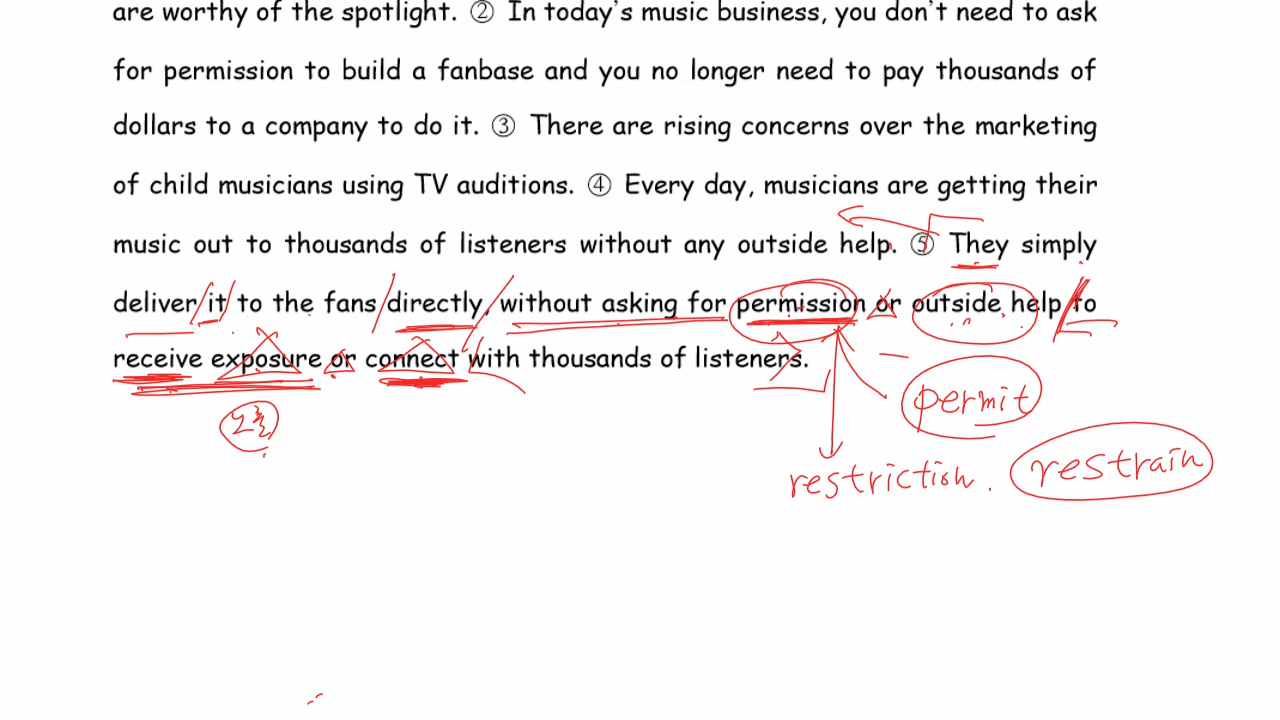 are worthy of the spotlight. ② In today's music business, you don't need to ask
for permission to build a fanbase and you no longer need to pay thousands of
dollars to a company to do it. ③ There are rising concerns over the marketing
of child musicians using TV auditions. ④ Every day, musicians are getting their
music out to thousands of listeners without any outside help. ⑤ They simply
deliver it to the fans directly, without asking for permission or outside help to
receive exposure or connect with thousands of listeners.
permit
노출
restriction. restrain